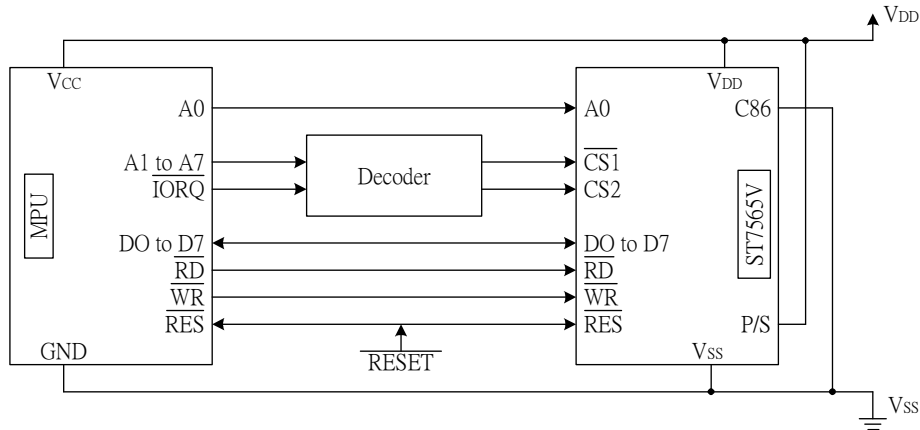 VDD
VCC
VDD
A0
A0
C86
A1 to A7
Decoder
CS1
IORQ
CS2
MPU
ST7565V
DO to D7
DO to D7
RD
RD
WR
WR
RES
RES
P/S
GND
RESET
VSS
VSS